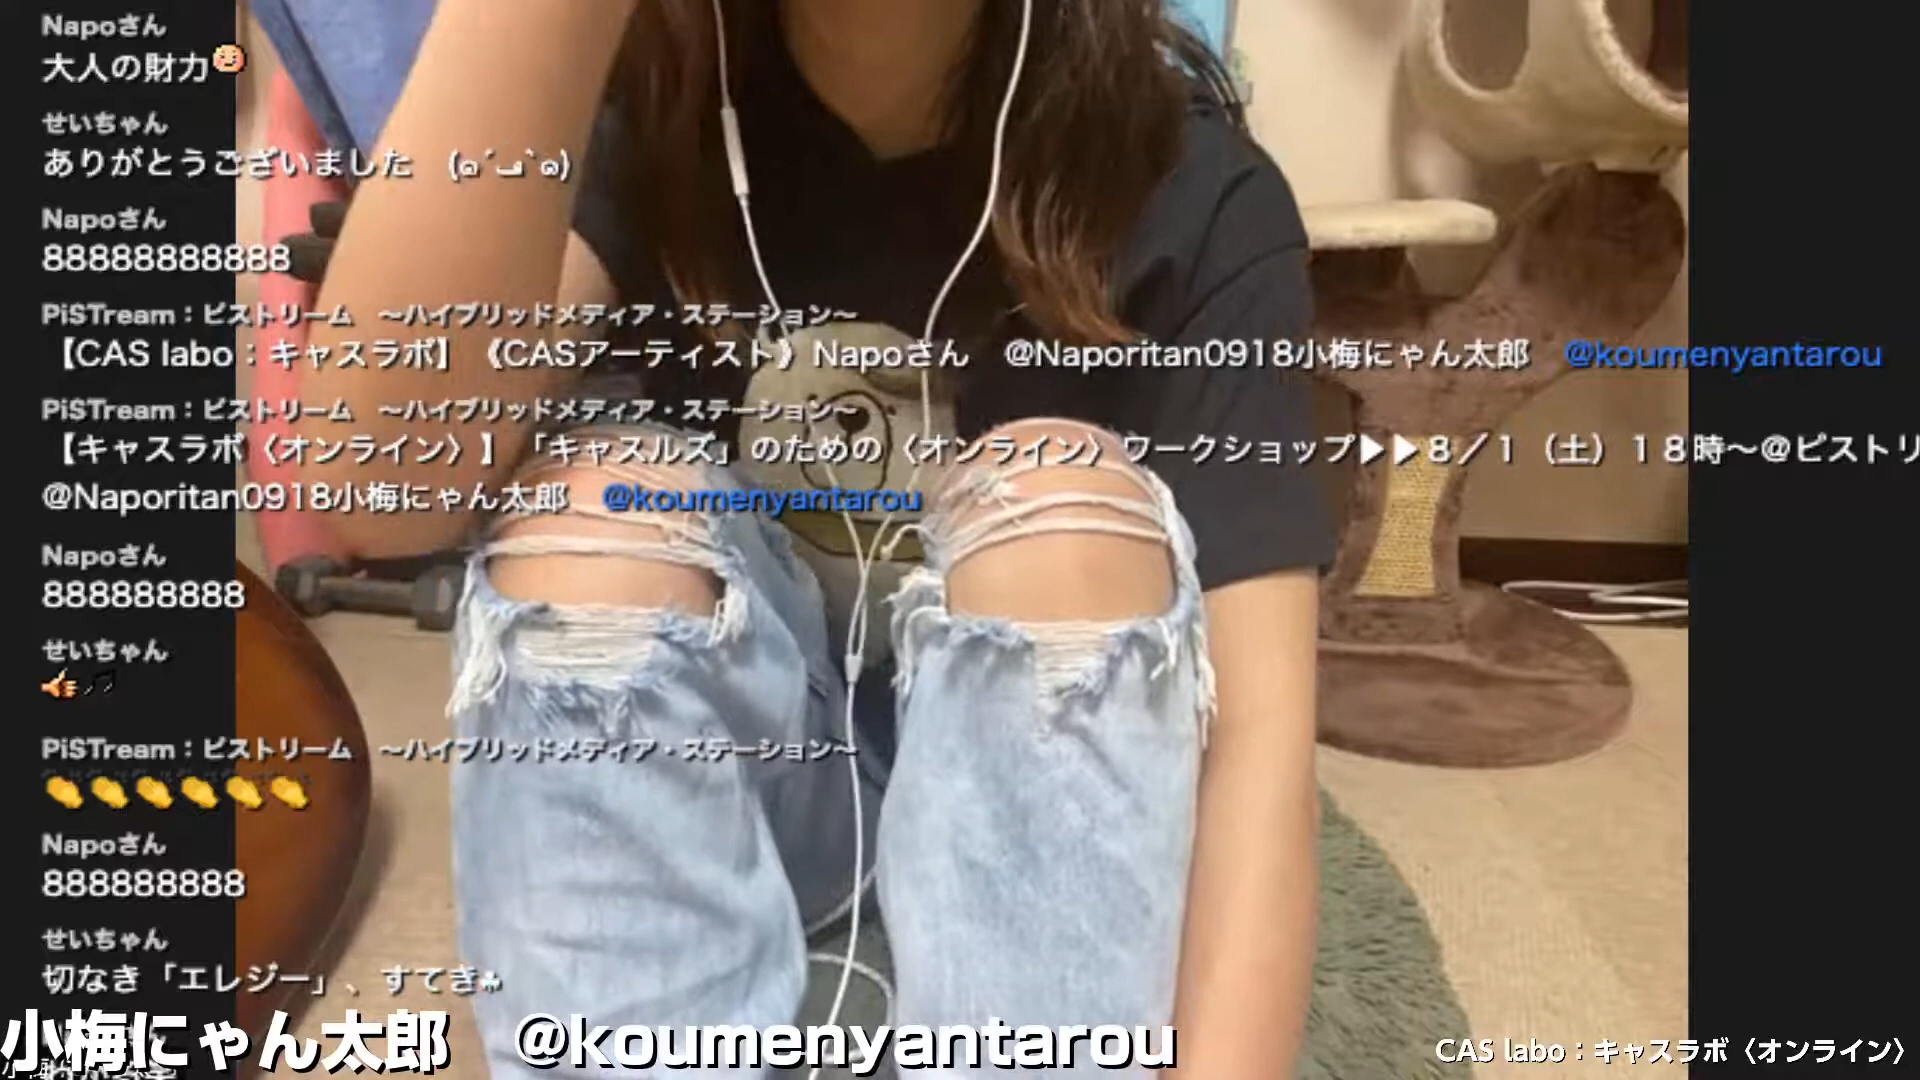 Napoさん
大人の財力
せいちゃん
ありがとうございました
Napoさん
88888888888
PiSTream：ピストリーム　〜ハイブリッドメディア・ステーション〜
【CAS labo：キャスラボ】《CASアーティスト》Napoさん　@Naporitan0918小梅にゃん太郎　@koumenyantarou
PiSTream：ピストリーム　〜ハイブリッドメディア・ステーション〜
【キャスラボ〈オンライン〉】「キャスルズ」のための〈オンライン〉ワークショップ▶▶８／１（土）１８時〜@ピストリ
@Naporitan0918小梅にゃん太郎　@koumenyantarou
Napoさん
888888888
せいちゃん
👍🎵
PiSTream：ピストリーム　〜ハイブリッドメディア・ステーション〜
👏👏👏👏👏👏
Napoさん
888888888
せいちゃん
切なき「エレジー」、すてき♣
小梅にゃん太郎　@koumenyantarou
CAS labo：キャスラボ〈オンライン〉